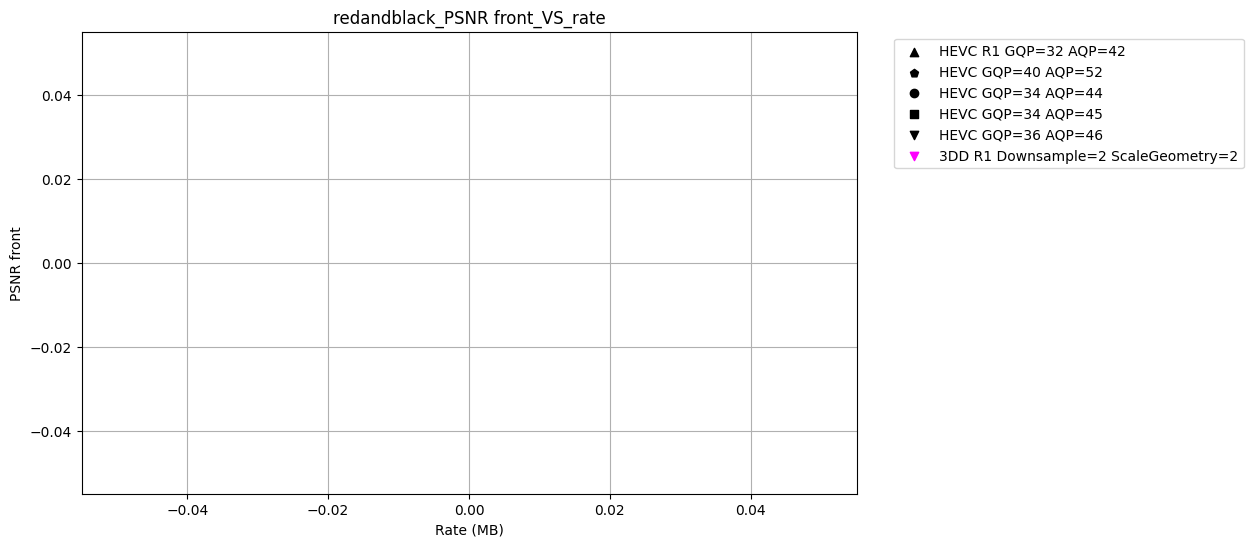 redandblack_PSNR front_VS_rate
HEVC R1 GQP=32 AQP=42
HEVC GQP=40 AQP=52
HEVC GQP=34 AQP=44
HEVC GQP=34 AQP=45
HEVC GQP=36 AQP=46
3DD R1 Downsample=2 ScaleGeometry=2
PSNR front
0.04
0.02
0.00
−0.02
−0.04
−0.04 −0.02 0.00 0.02 0.04
Rate (MB)